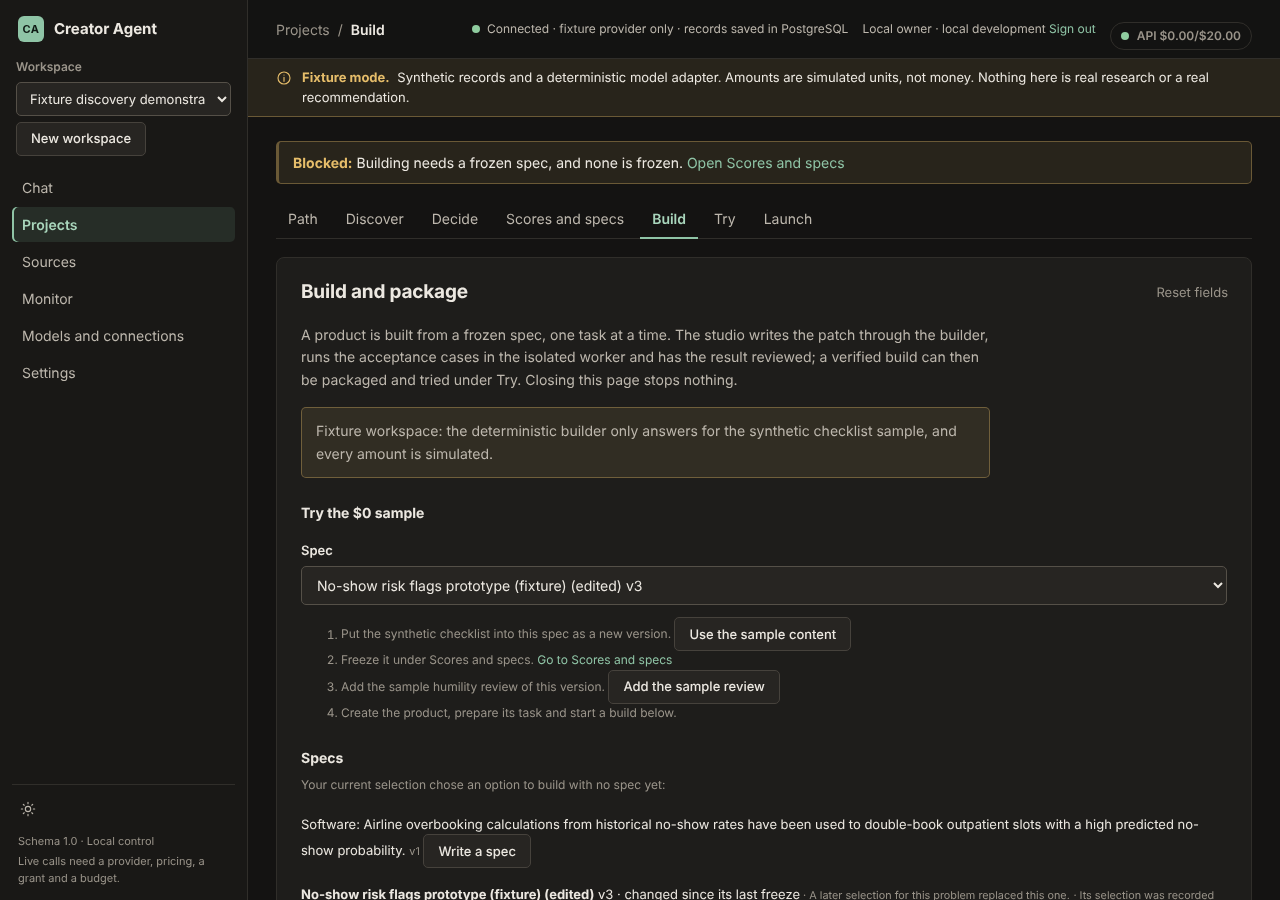 CA Creator Agent
Workspace
Fixture discovery demonstra
New workspace
Chat
Projects
Sources
Monitor
Models and connections
Settings
Schema 1.0 · Local control
Live calls need a provider, pricing, a
grant and a budget.
Projects / Build
Connected · fixture provider only · records saved in PostgreSQL Local owner · local development Sign out API $0.00/$20.00
Fixture mode. Synthetic records and a deterministic model adapter. Amounts are simulated units, not money. Nothing here is real research or a real
recommendation.
Blocked: Building needs a frozen spec, and none is frozen. Open Scores and specs
Path Discover Decide Scores and specs Build Try Launch
Build and package
Reset fields
A product is built from a frozen spec, one task at a time. The studio writes the patch through the builder,
runs the acceptance cases in the isolated worker and has the result reviewed; a verified build can then
be packaged and tried under Try. Closing this page stops nothing.
Fixture workspace: the deterministic builder only answers for the synthetic checklist sample, and
every amount is simulated.
Try the $0 sample
Spec
No-show risk flags prototype (fixture) (edited) v3
1. Put the synthetic checklist into this spec as a new version. Use the sample content
2. Freeze it under Scores and specs. Go to Scores and specs
3. Add the sample humility review of this version. Add the sample review
4. Create the product, prepare its task and start a build below.
Specs
Your current selection chose an option to build with no spec yet:
Software: Airline overbooking calculations from historical no-show rates have been used to double-book outpatient slots with a high predicted no-
show probability. v1 Write a spec
No-show risk flags prototype (fixture) (edited) v3 · changed since its last freeze · A later selection for this problem replaced this one. · Its selection was recorded